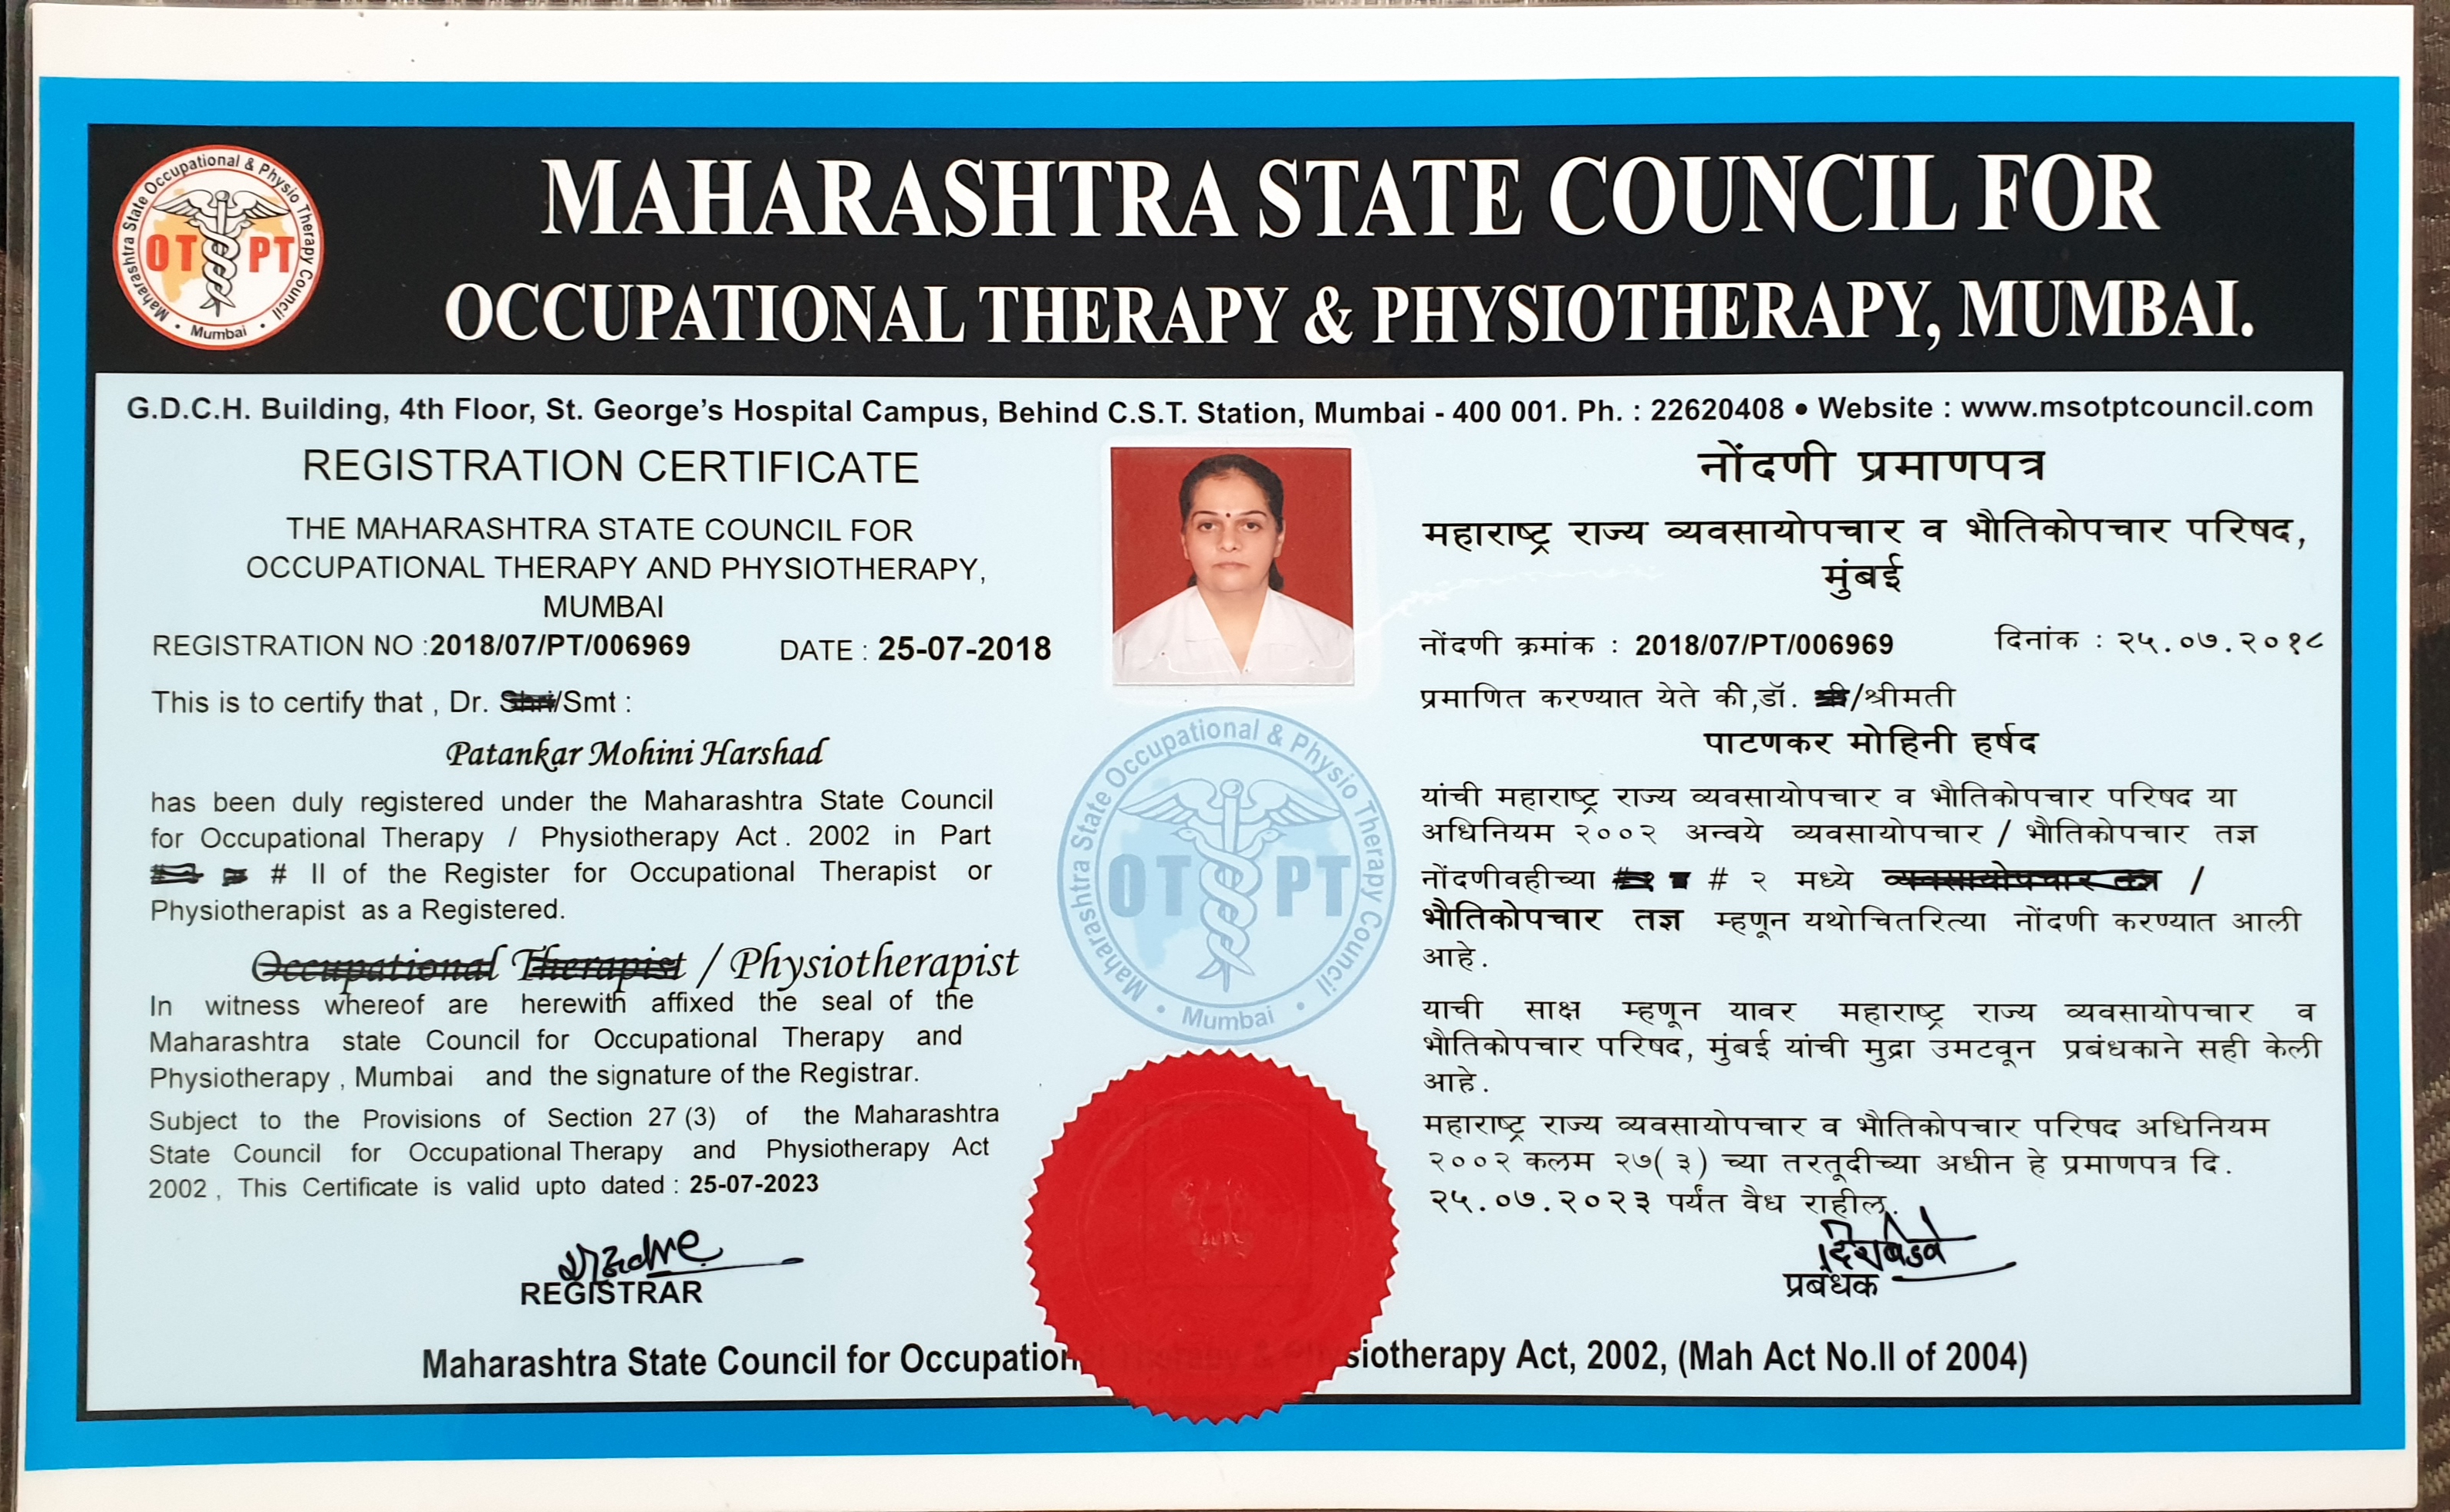 Maharashtra State Occupational & Physio Therapy Council
OT PT
• Mumbai •
MAHARASHTRA STATE COUNCIL FOR
OCCUPATIONAL THERAPY & PHYSIOTHERAPY, MUMBAI.
G.D.C.H. Building, 4th Floor, St. George's Hospital Campus, Behind C.S.T. Station, Mumbai - 400 001. Ph. : 22620408 • Website : www.msotptcouncil.com
REGISTRATION CERTIFICATE
THE MAHARASHTRA STATE COUNCIL FOR
OCCUPATIONAL THERAPY AND PHYSIOTHERAPY,
MUMBAI
REGISTRATION NO :2018/07/PT/006969 DATE : 25-07-2018
This is to certify that , Dr. Shri/Smt :
Patankar Mohini Harshad
has been duly registered under the Maharashtra State Council
for Occupational Therapy / Physiotherapy Act . 2002 in Part
# II of the Register for Occupational Therapist or
Physiotherapist as a Registered.
Occupational Therapist / Physiotherapist
In witness whereof are herewith affixed the seal of the
Maharashtra state Council for Occupational Therapy and
Physiotherapy , Mumbai and the signature of the Registrar.
Subject to the Provisions of Section 27 (3) of the Maharashtra
State Council for Occupational Therapy and Physiotherapy Act
2002 , This Certificate is valid upto dated : 25-07-2023
REGISTRAR
Maharashtra State Occupational & Physio Therapy Council
OT PT
• Mumbai •
नोंदणी प्रमाणपत्र
महाराष्ट्र राज्य व्यवसायोपचार व भौतिकोपचार परिषद,
मुंबई
नोंदणी क्रमांक : 2018/07/PT/006969 दिनांक : २५.०७.२०१८
प्रमाणित करण्यात येते की,डॉ. श्री/श्रीमती
पाटणकर मोहिनी हर्षद
यांची महाराष्ट्र राज्य व्यवसायोपचार व भौतिकोपचार परिषद या
अधिनियम २००२ अन्वये व्यवसायोपचार / भौतिकोपचार तज्ञ
नोंदणीवहीच्या # २ मध्ये व्यवसायोपचार तज्ञ /
भौतिकोपचार तज्ञ म्हणून यथोचितरित्या नोंदणी करण्यात आली
आहे.
याची साक्ष म्हणून यावर महाराष्ट्र राज्य व्यवसायोपचार व
भौतिकोपचार परिषद, मुंबई यांची मुद्रा उमटवून प्रबंधकाने सही केली
आहे.
महाराष्ट्र राज्य व्यवसायोपचार व भौतिकोपचार परिषद अधिनियम
२००२ कलम २७(३) च्या तरतूदीच्या अधीन हे प्रमाणपत्र दि.
२५.०७.२०२३ पर्यंत वैध राहील.
प्रबंधक
Maharashtra State Council for Occupational Therapy & Physiotherapy Act, 2002, (Mah Act No.II of 2004)